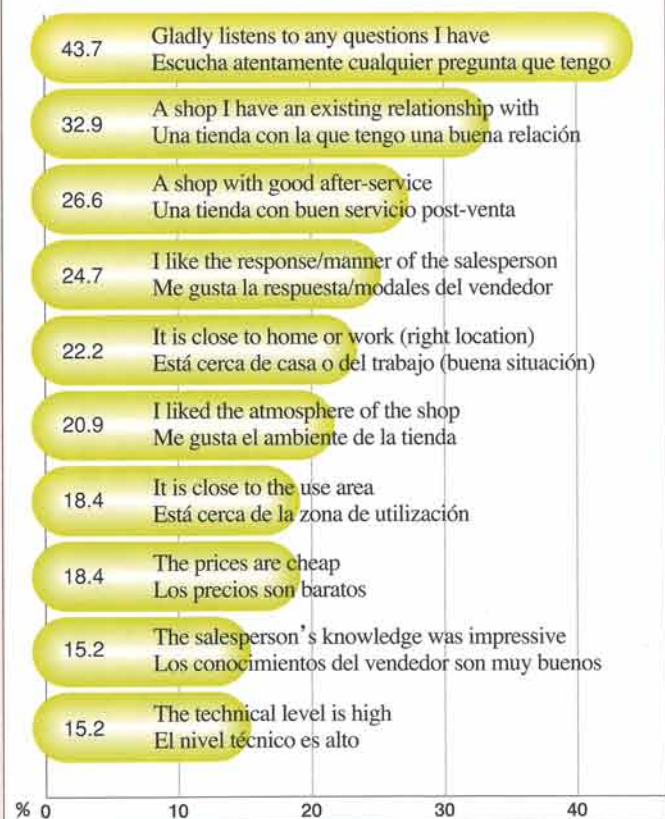 43.7
Gladly listens to any questions I have
Escucha atentamente cualquier pregunta que tengo
32.9
A shop I have an existing relationship with
Una tienda con la que tengo una buena relación
26.6
A shop with good after-service
Una tienda con buen servicio post-venta
24.7
I like the response/manner of the salesperson
Me gusta la respuesta/modales del vendedor
22.2
It is close to home or work (right location)
Está cerca de casa o del trabajo (buena situación)
20.9
I liked the atmosphere of the shop
Me gusta el ambiente de la tienda
18.4
It is close to the use area
Está cerca de la zona de utilización
18.4
The prices are cheap
Los precios son baratos
15.2
The salesperson's knowledge was impressive
Los conocimientos del vendedor son muy buenos
15.2
The technical level is high
El nivel técnico es alto
% 0 10 20 30 40